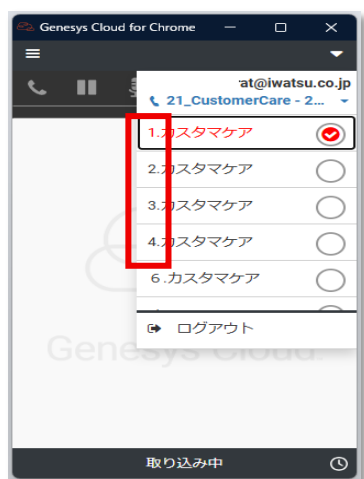 Genesys Cloud for Chrome
at@iwatsu.co.jp
21_CustomerCare - 2...
1.カスタマケア
2.カスタマケア
3.カスタマケア
4.カスタマケア
6.カスタマケア
ログアウト
Genesys Cloud
取り込み中